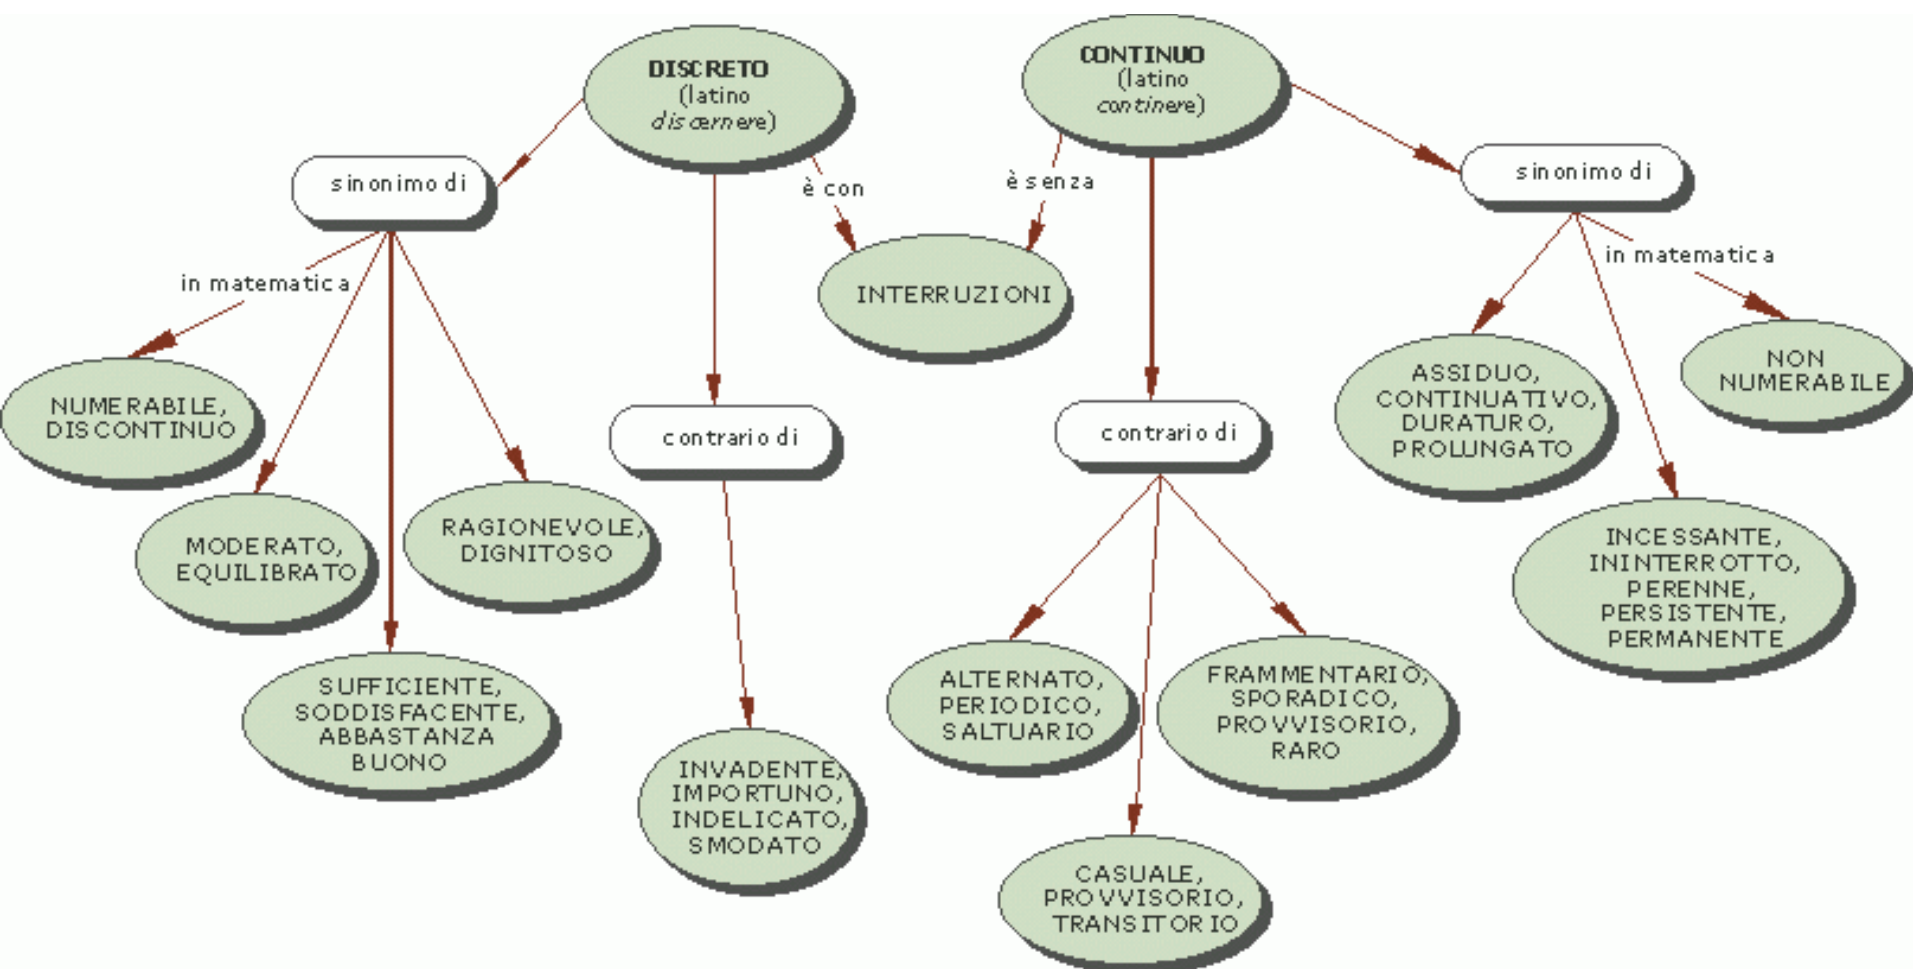 DISCRETO
(latino
discernere)
CONTINUO
(latino
continere)
sinonimo di
è con
è senza
sinonimo di
in matematica
INTERRUZIONI
in matematica
NUMERABILE,
DISCONTINUO
contrario di
contrario di
ASSIDUO,
CONTINUATIVO,
DURATURO,
PROLUNGATO
NON
NUMERABILE
MODERATO,
EQUILIBRATO
RAGIONEVOLE,
DIGNITOSO
INCESSANTE,
ININTERROTTO,
PERENNE,
PERSISTENTE,
PERMANENTE
SUFFICIENTE,
SODDISFACENTE,
ABBASTANZA
BUONO
ALTERNATO,
PERIODICO,
SALTUARIO
FRAMMENTARIO,
SPORADICO,
PROVVISORIO,
RARO
INVADENTE,
IMPORTUNO,
INDELICATO,
SMODATO
CASUALE,
PROVVISORIO,
TRANSITORIO